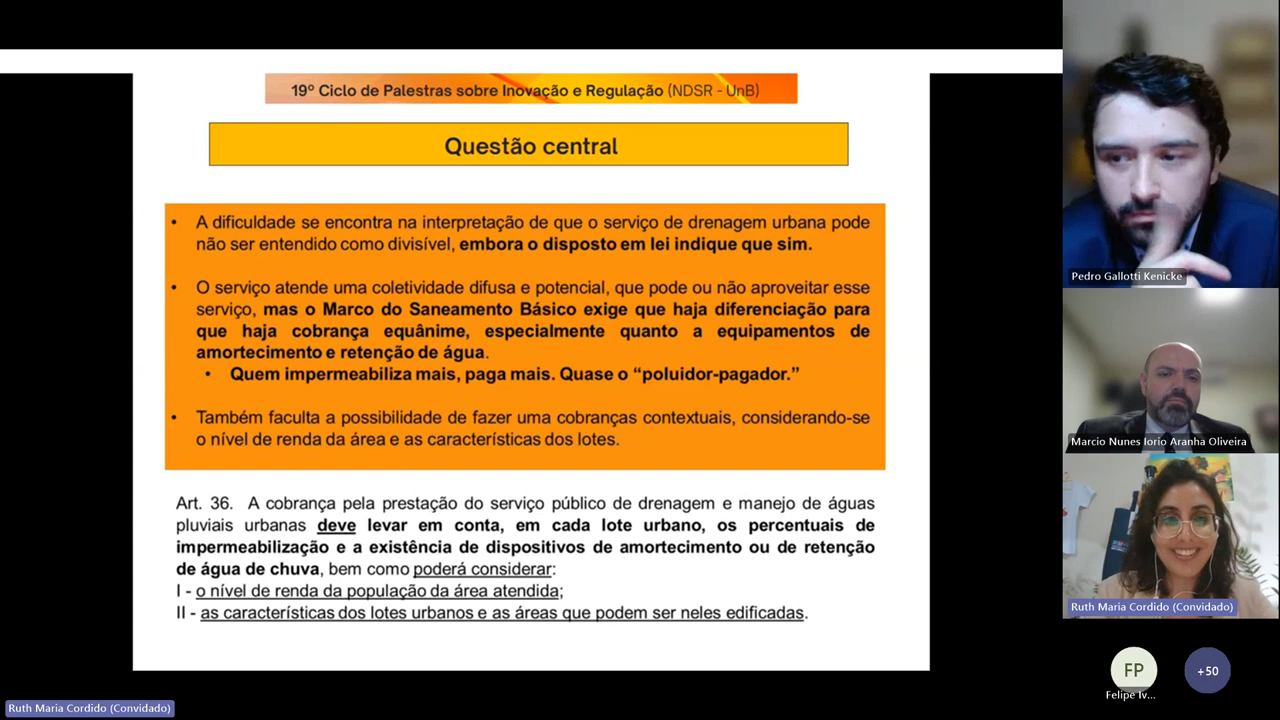 19º Ciclo de Palestras sobre Inovação e Regulação (NDSR - UnB)
Questão central
• A dificuldade se encontra na interpretação de que o serviço de drenagem urbana pode
não ser entendido como divisível, embora o disposto em lei indique que sim.
• O serviço atende uma coletividade difusa e potencial, que pode ou não aproveitar esse
serviço, mas o Marco do Saneamento Básico exige que haja diferenciação para
que haja cobrança equânime, especialmente quanto a equipamentos de
amortecimento e retenção de água.
• Quem impermeabiliza mais, paga mais. Quase o “poluidor-pagador.”
• Também faculta a possibilidade de fazer uma cobranças contextuais, considerando-se
o nível de renda da área e as características dos lotes.
Art. 36. A cobrança pela prestação do serviço público de drenagem e manejo de águas
pluviais urbanas deve levar em conta, em cada lote urbano, os percentuais de
impermeabilização e a existência de dispositivos de amortecimento ou de retenção
de água de chuva, bem como poderá considerar:
I - o nível de renda da população da área atendida;
II - as características dos lotes urbanos e as áreas que podem ser neles edificadas.
Pedro Gallotti Kenicke
Marcio Nunes Iorio Aranha Oliveira
Ruth Maria Cordido (Convidado)
FP
+50
Felipe Iv...
Ruth Maria Cordido (Convidado)